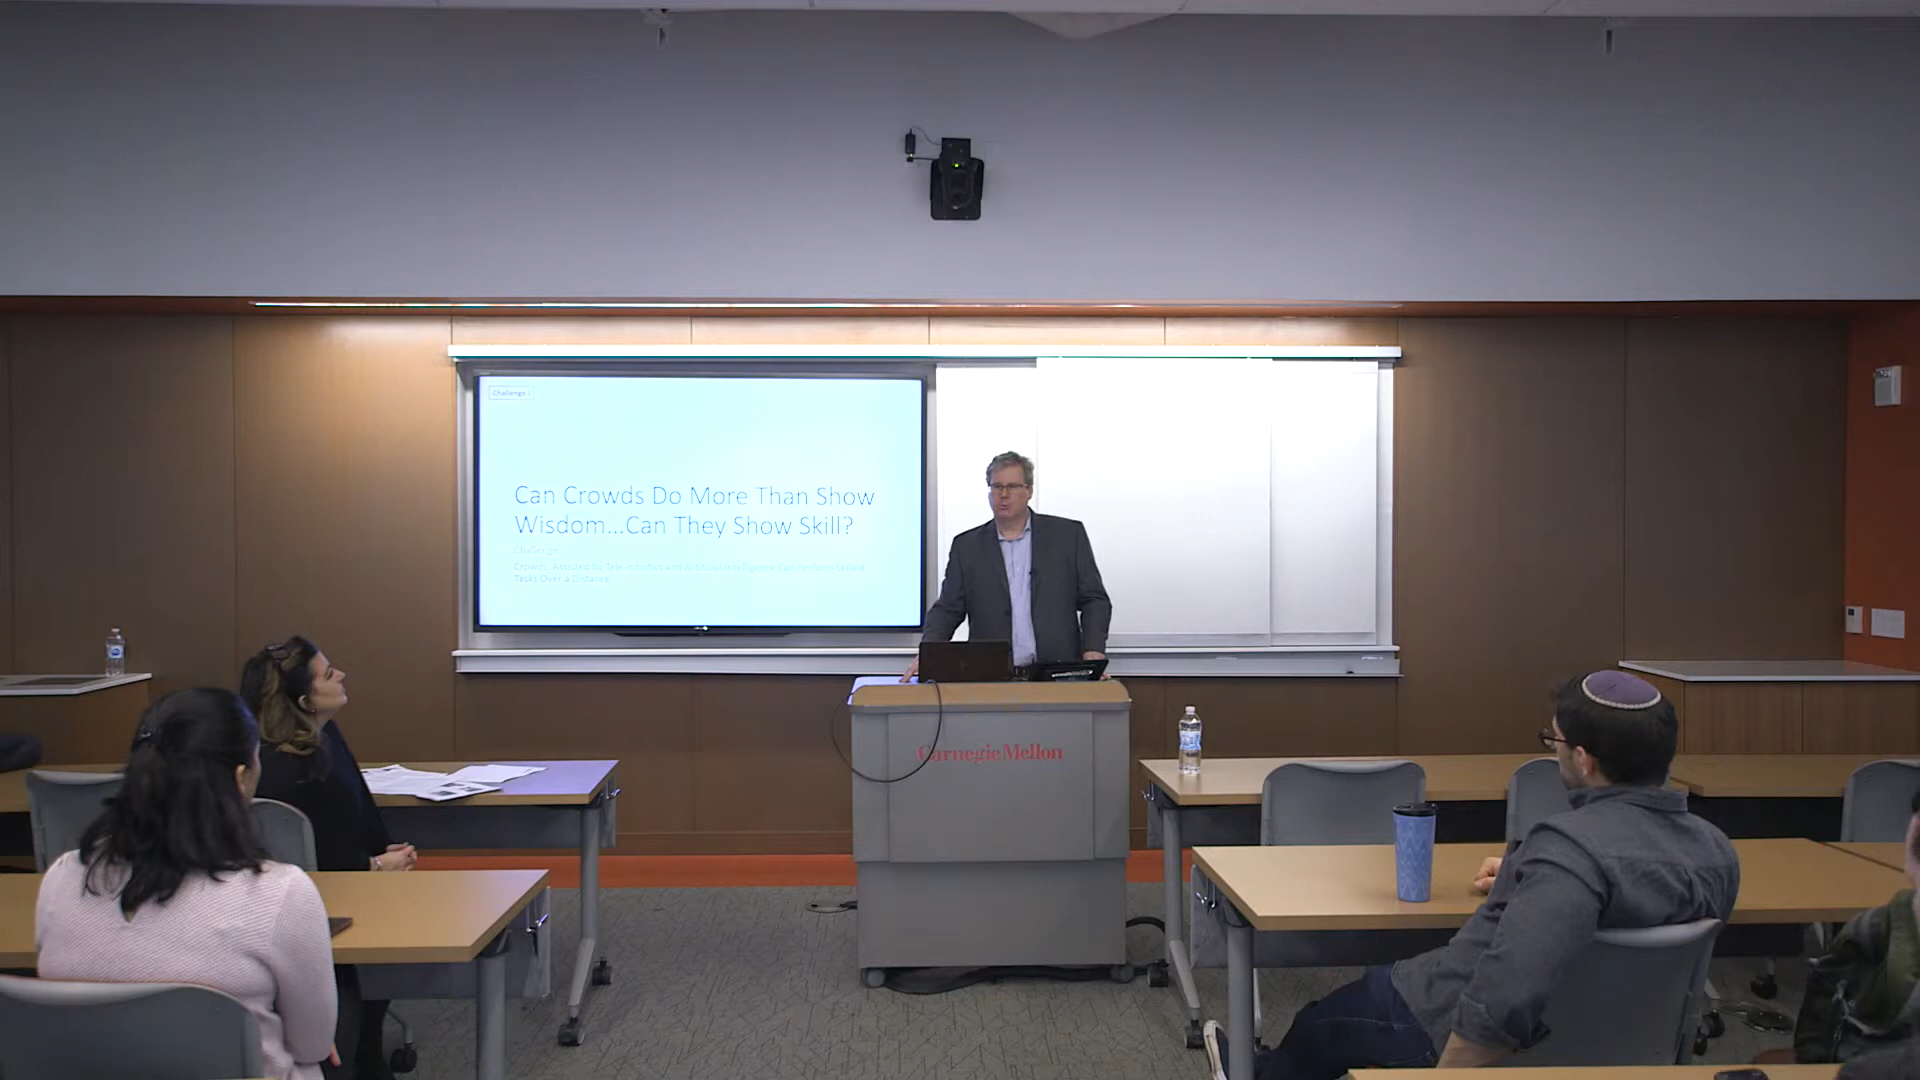 Challenge I
Can Crowds Do More Than Show
Wisdom...Can They Show Skill?
Challenge:
Crowds, Assisted by Tele-robotics and Artificial Intelligence Can Perform Skilled
Tasks Over a Distance.
Carnegie Mellon